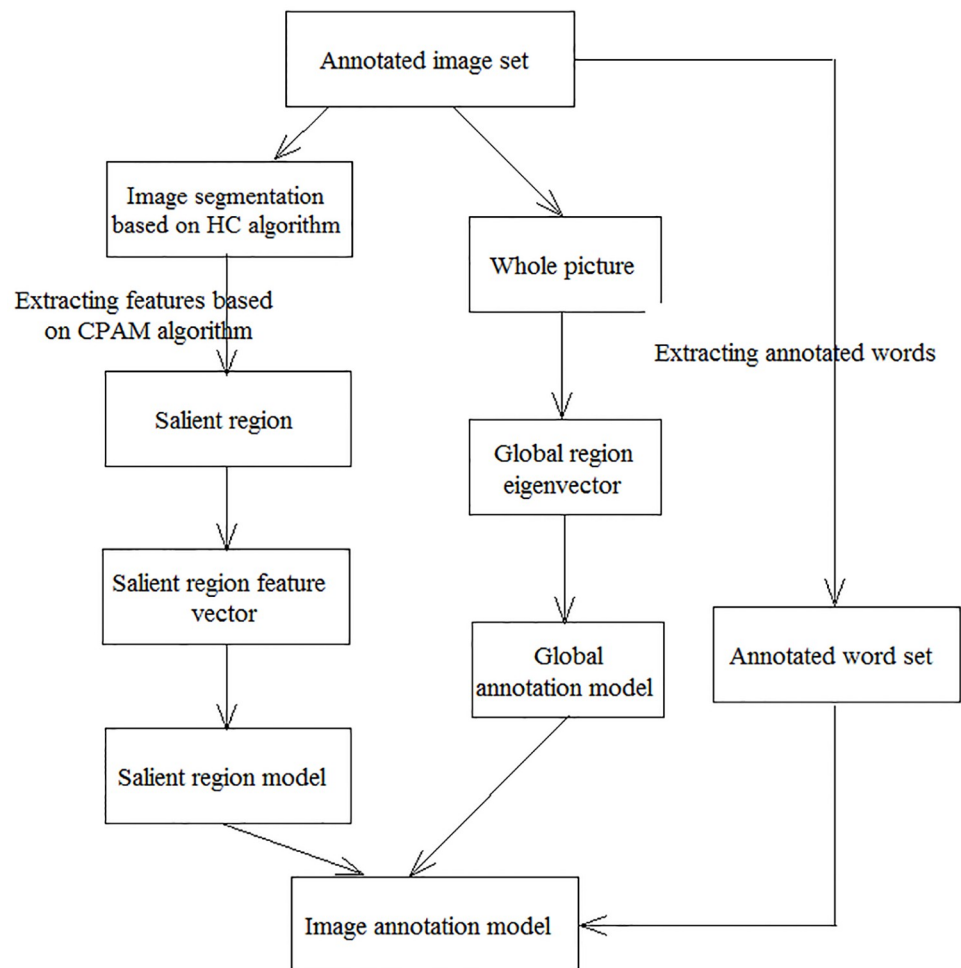 Annotated image set
Image segmentation
based on HC algorithm
Whole picture
Extracting features based
on CPAM algorithm
Extracting annotated words
Salient region
Global region
eigenvector
Salient region feature
vector
Global
annotation model
Annotated word set
Salient region model
Image annotation model